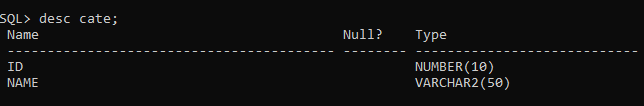 SQL> desc cate;
Name Null? Type
----------------------------------------- -------- ----------------------------
ID NUMBER(10)
NAME VARCHAR2(50)